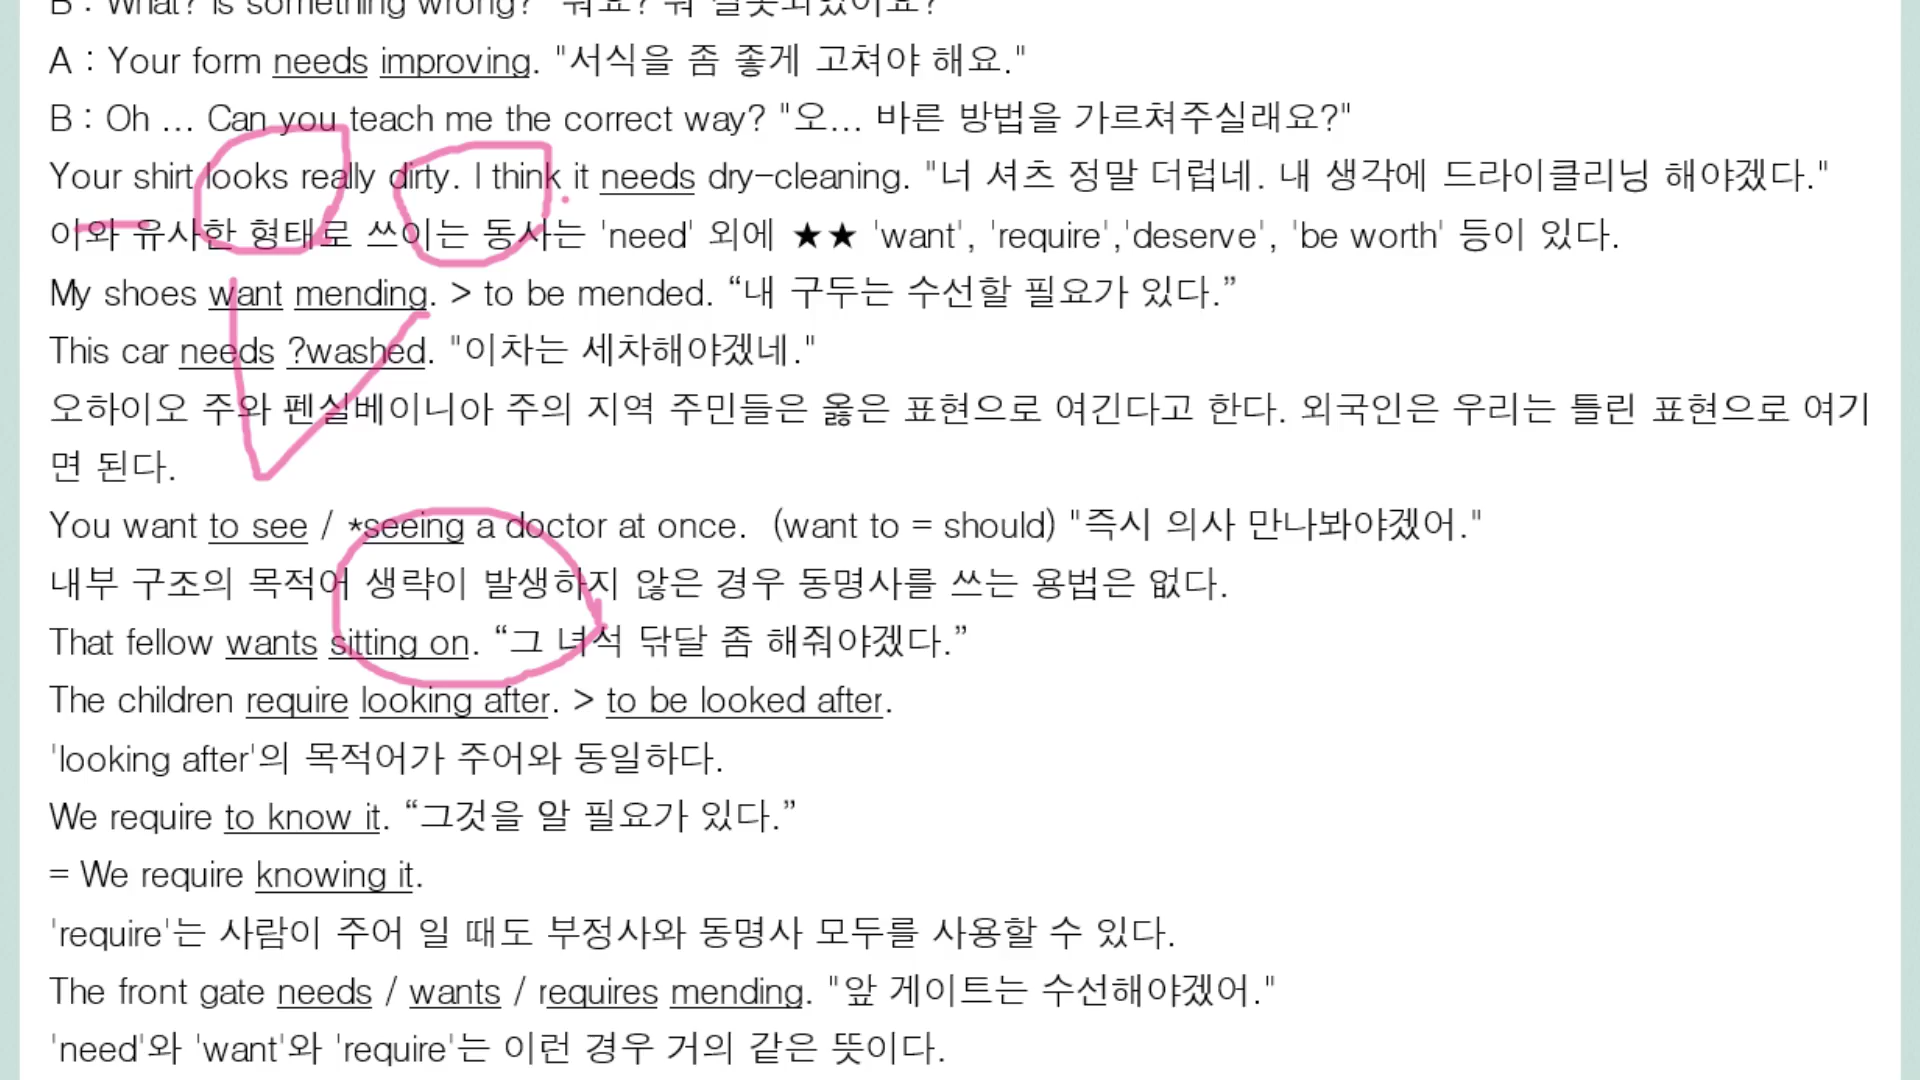 B : What? Is something wrong? "뭐요? 뭐 잘못되었어요?"
A : Your form needs improving. "서식을 좀 좋게 고쳐야 해요."
B : Oh ... Can you teach me the correct way? "오... 바른 방법을 가르쳐주실래요?"
Your shirt looks really dirty. I think it needs dry-cleaning. "너 셔츠 정말 더럽네. 내 생각에 드라이클리닝 해야겠다."
이와 유사한 형태로 쓰이는 동사는 'need' 외에 ★★ 'want', 'require','deserve', 'be worth' 등이 있다.
My shoes want mending. > to be mended. “내 구두는 수선할 필요가 있다.”
This car needs ?washed. "이차는 세차해야겠네."
오하이오 주와 펜실베이니아 주의 지역 주민들은 옳은 표현으로 여긴다고 한다. 외국인은 우리는 틀린 표현으로 여기
면 된다.
You want to see / *seeing a doctor at once.  (want to = should) "즉시 의사 만나봐야겠어."
내부 구조의 목적어 생략이 발생하지 않은 경우 동명사를 쓰는 용법은 없다.
That fellow wants sitting on. “그 녀석 닦달 좀 해줘야겠다.”
The children require looking after. > to be looked after.
'looking after'의 목적어가 주어와 동일하다.
We require to know it. “그것을 알 필요가 있다.”
= We require knowing it.
'require'는 사람이 주어 일 때도 부정사와 동명사 모두를 사용할 수 있다.
The front gate needs / wants / requires mending. "앞 게이트는 수선해야겠어."
'need'와 'want'와 'require'는 이런 경우 거의 같은 뜻이다.